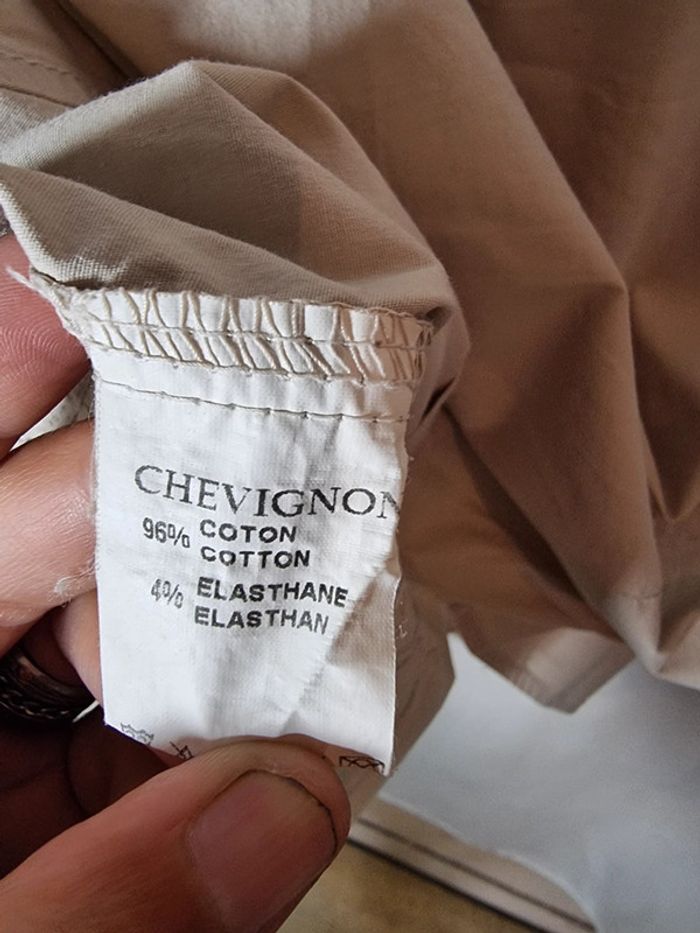 CHEVIGNON
96% COTON
COTTON
4% ELASTHANE
ELASTHAN